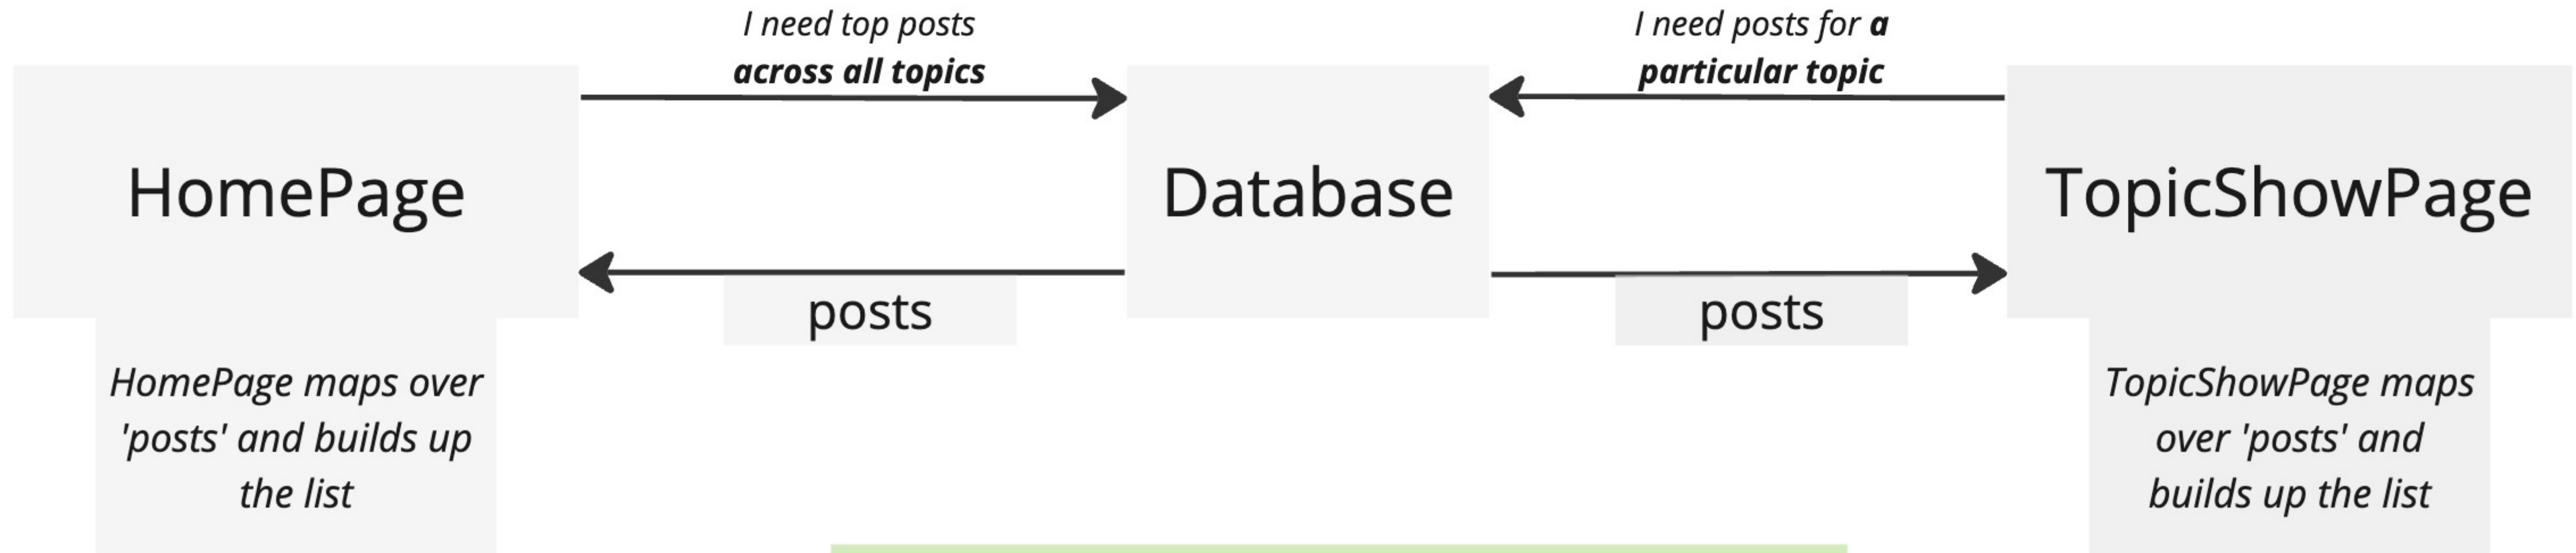 I need top posts
across all topics
I need posts for a
particular topic
HomePage
Database
TopicShowPage
posts
posts
HomePage maps over
'posts' and builds up
the list
TopicShowPage maps
over 'posts' and
builds up the list